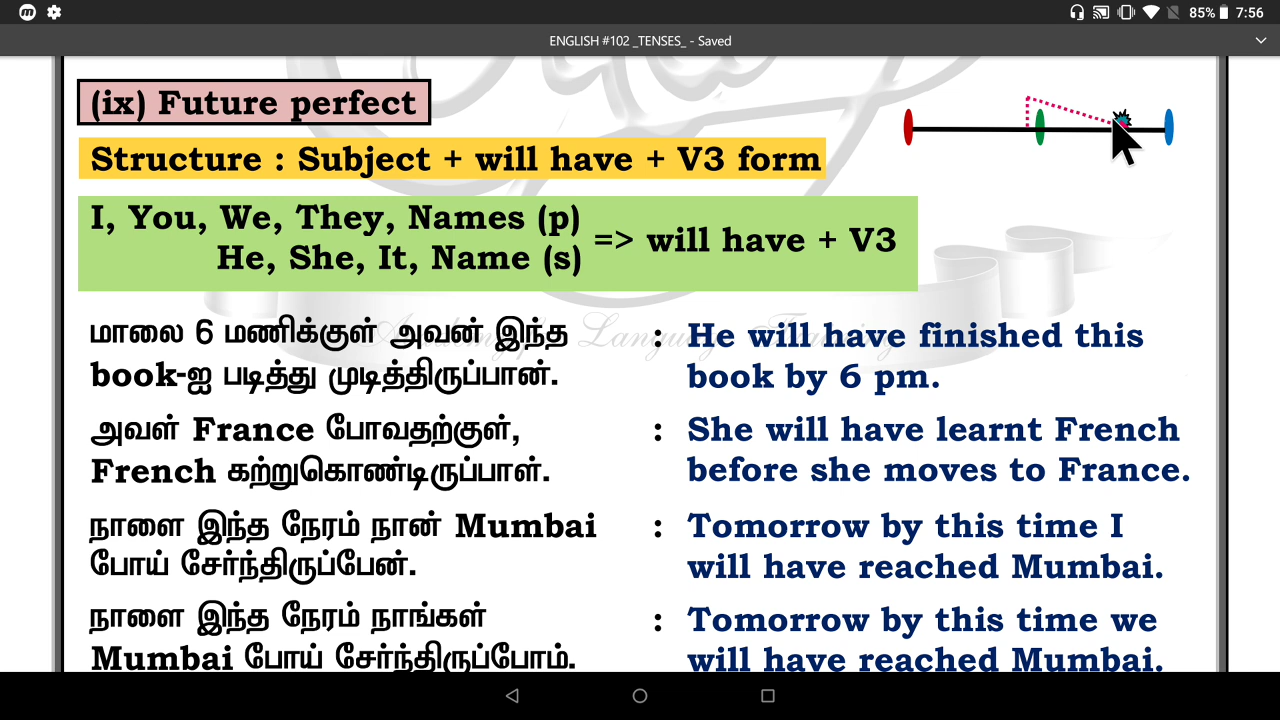 85% 7:56
ENGLISH #102 _TENSES_ - Saved
(ix) Future perfect
Structure : Subject + will have + V3 form
I, You, We, They, Names (p)
He, She, It, Name (s)
=> will have + V3
மாலை 6 மணிக்குள் அவன் இந்த : He will have finished this
book-ஐ படித்து முடித்திருப்பான். book by 6 pm.
அவள் France போவதற்குள், : She will have learnt French
French கற்றுகொண்டிருப்பாள். before she moves to France.
நாளை இந்த நேரம் நான் Mumbai : Tomorrow by this time I
போய் சேர்ந்திருப்பேன். will have reached Mumbai.
நாளை இந்த நேரம் நாங்கள் : Tomorrow by this time we
Mumbai போய் சேர்ந்திருப்போம். will have reached Mumbai.